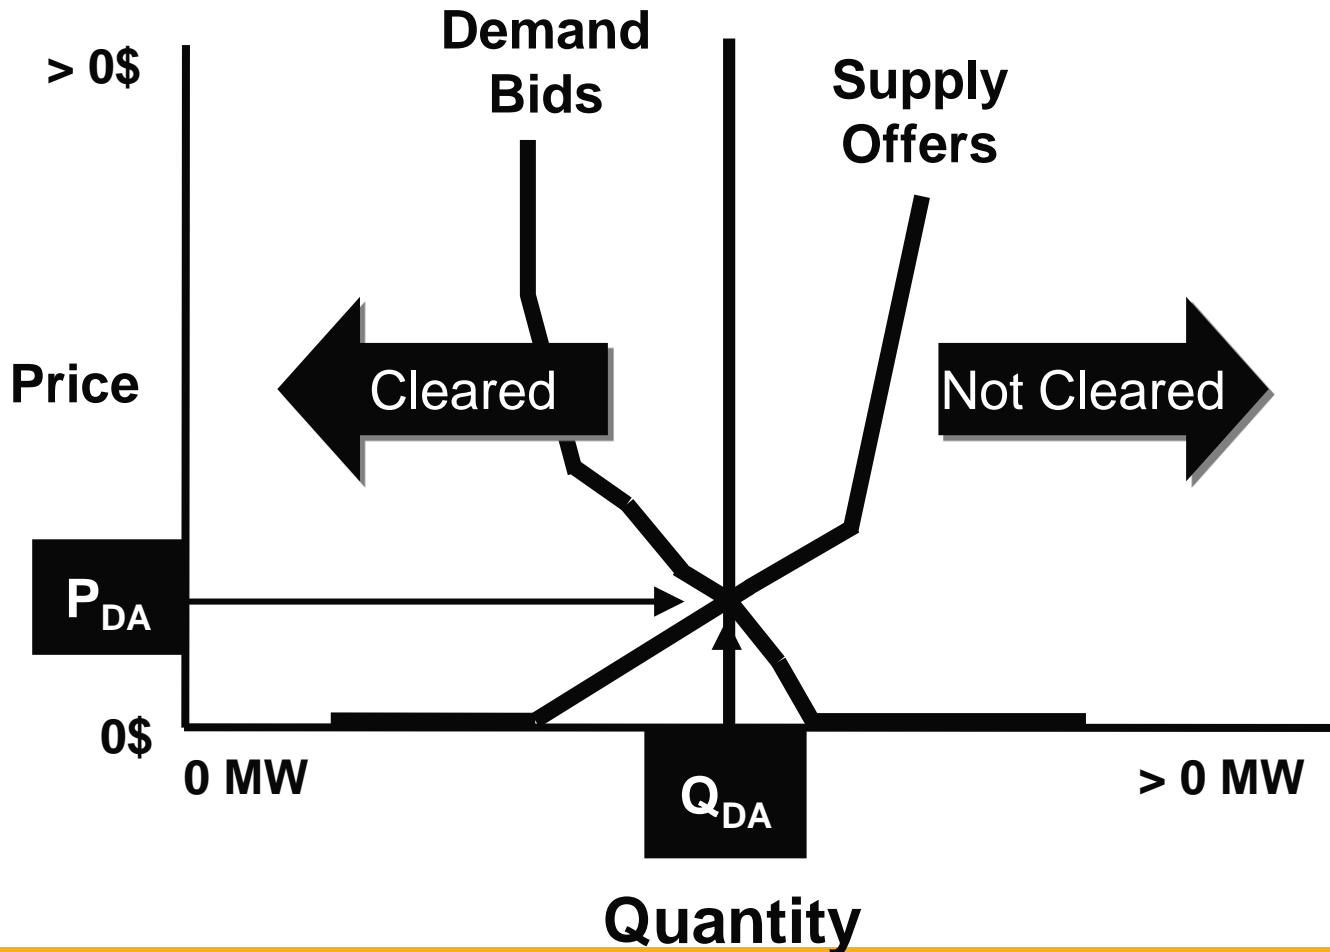 Demand
Bids
> 0$
Supply
Offers
Price
Cleared
Not Cleared
PDA
0$
0 MW
> 0 MW
QDA
Quantity